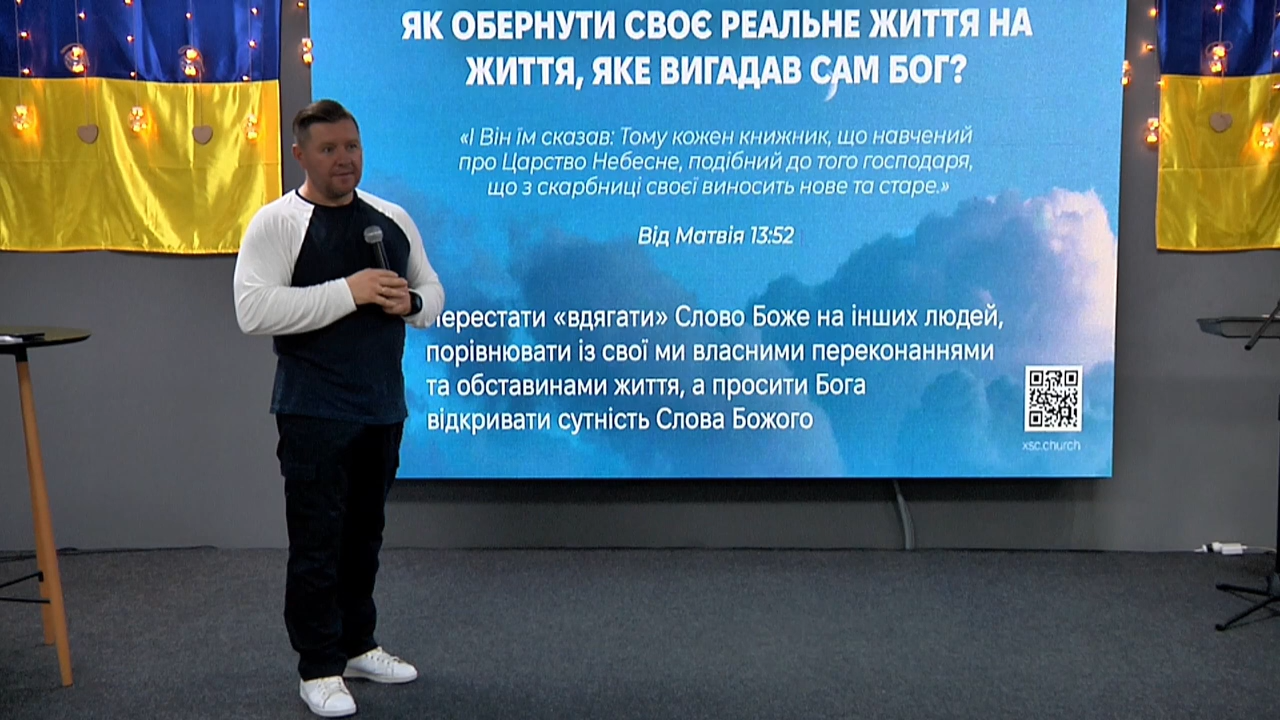 ЯК ОБЕРНУТИ СВОЄ РЕАЛЬНЕ ЖИТТЯ НА
ЖИТТЯ, ЯКЕ ВИГАДАВ САМ БОГ?
«І Він їм сказав: Тому кожен книжник, що навчений
про Царство Небесне, подібний до того господаря,
що з скарбниці своєї виносить нове та старе.»
Від Матвія 13:52
Перестати «вдягати» Слово Боже на інших людей,
порівнювати із свої ми власними переконаннями
та обставинами життя, а просити Бога
відкривати сутність Слова Божого
xsc.church